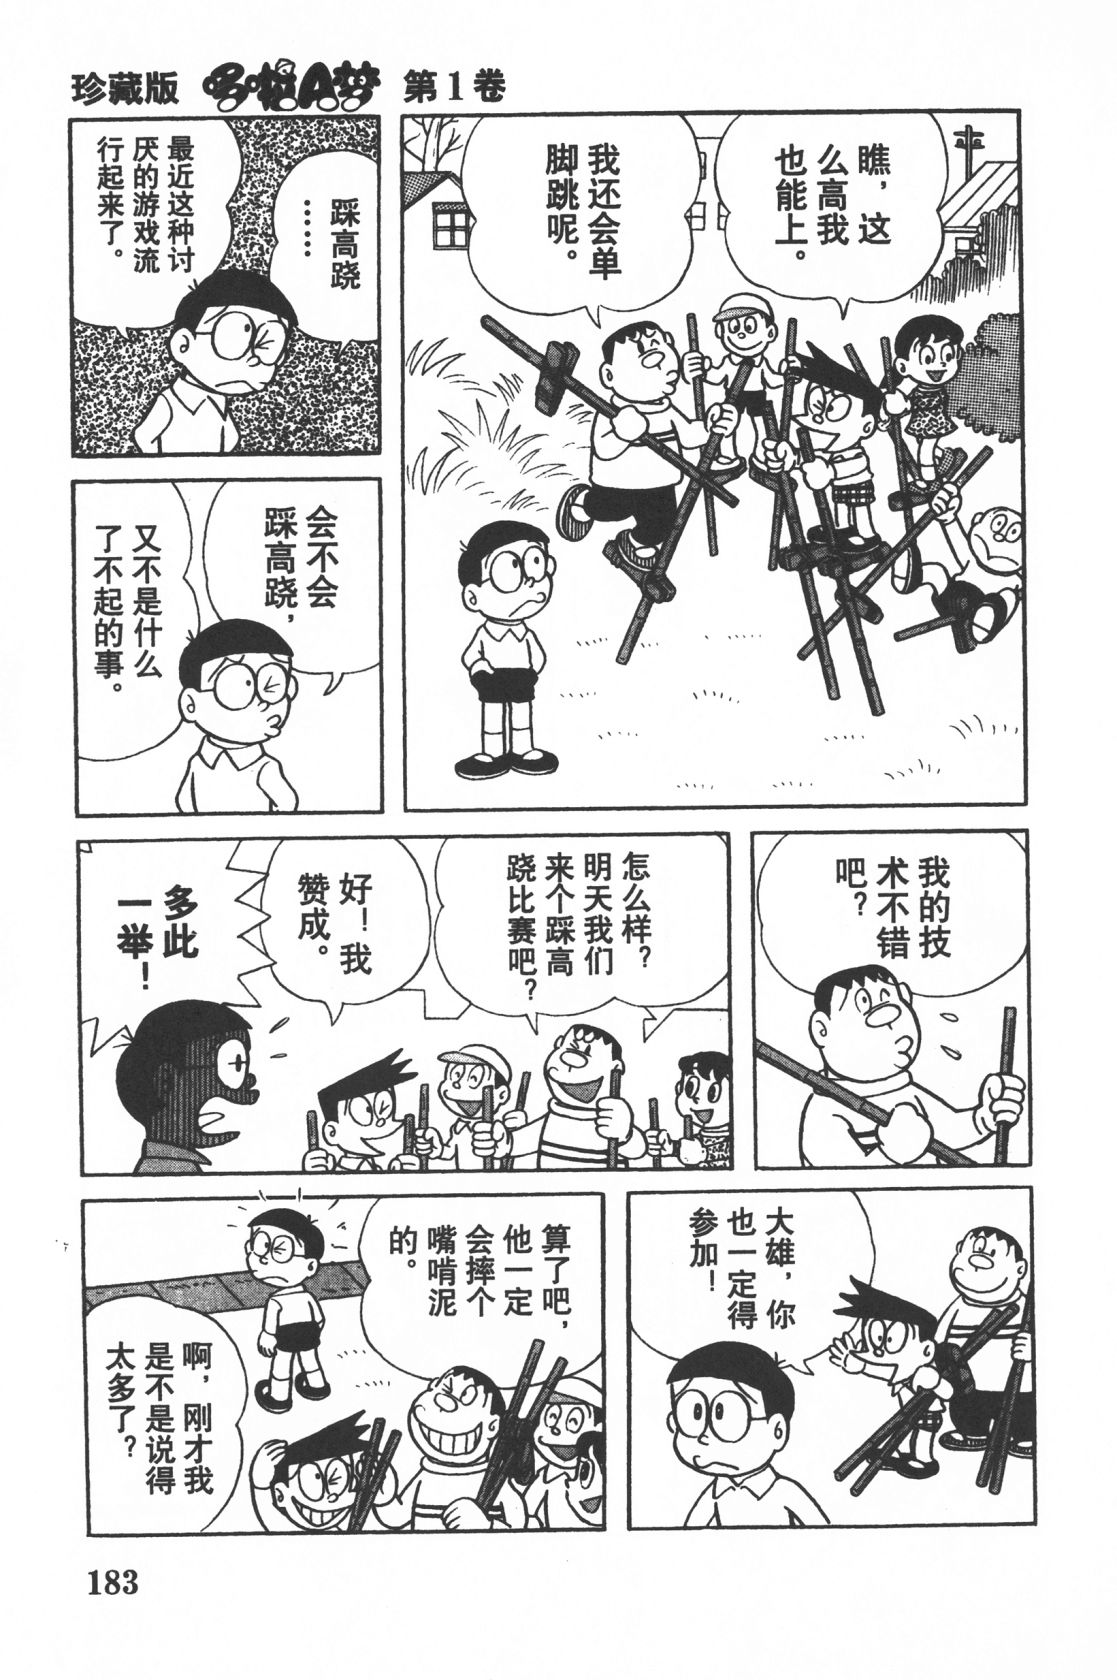 珍藏版 哆啦A梦 第1卷
瞧，这
么高我
也能上。
我还会单
脚跳呢。
踩高跷
……
最近这种讨
厌的游戏流
行起来了。
会不会
踩高跷，
又不是什么
了不起的事。
我的技
术不错
吧？
怎么样？
明天我们
来个踩高
跷比赛吧？
好！我
赞成。
多此
一举！
大雄，你
也一定得
参加！
算了吧，
他一定
会摔个
嘴啃泥
的。
啊，刚才我
是不是说得
太多了？
183